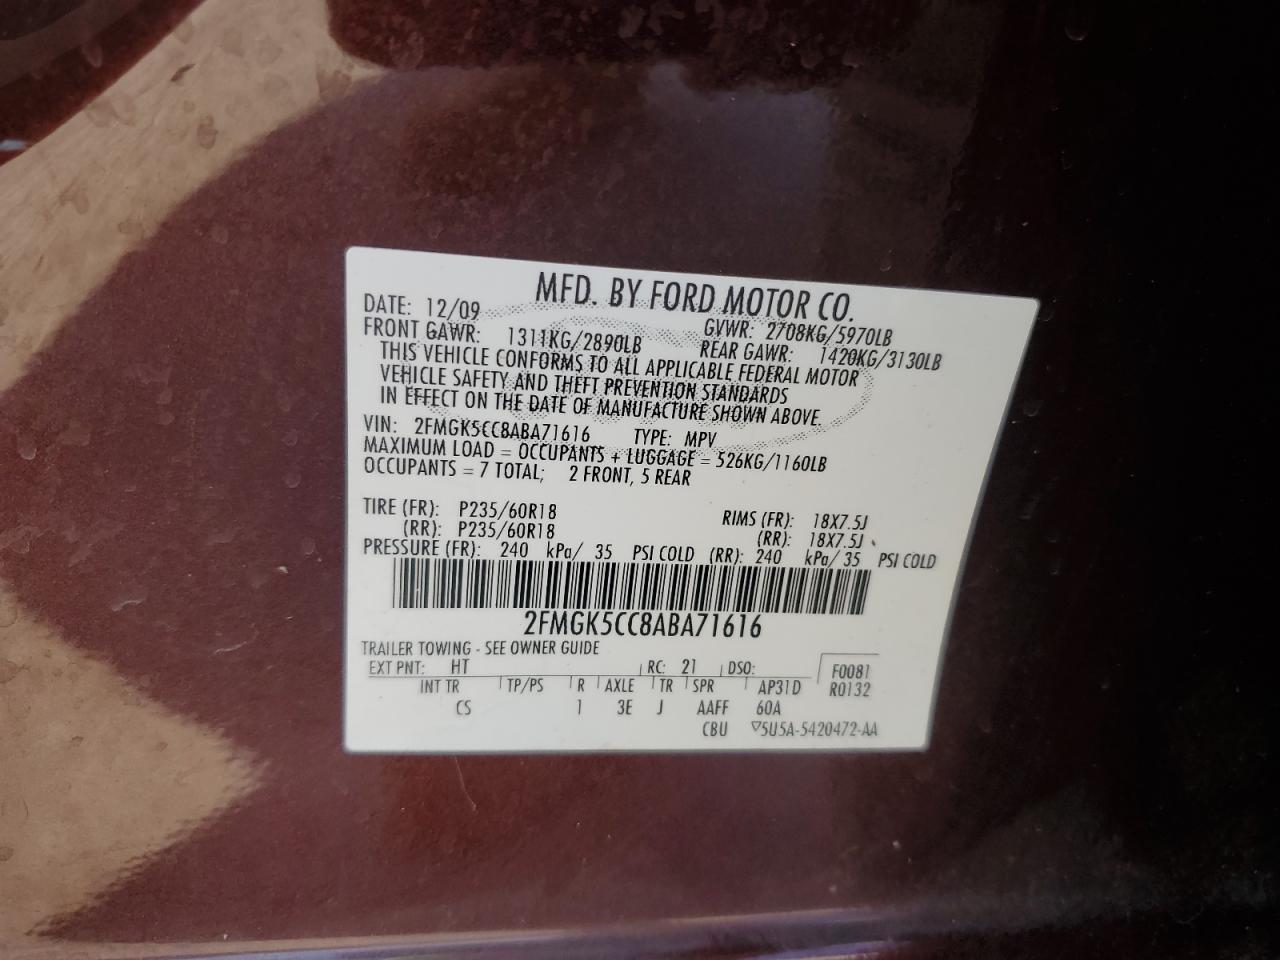 MFD. BY FORD MOTOR CO.
DATE: 12/09 GVWR: 2708KG/5970LB
FRONT GAWR: 1311KG/2890LB REAR GAWR: 1420KG/3130LB
THIS VEHICLE CONFORMS TO ALL APPLICABLE FEDERAL MOTOR
VEHICLE SAFETY AND THEFT PREVENTION STANDARDS
IN EFFECT ON THE DATE OF MANUFACTURE SHOWN ABOVE.
VIN: 2FMGK5CC8ABA71616 TYPE: MPV
MAXIMUM LOAD = OCCUPANTS + LUGGAGE = 526KG/1160LB
OCCUPANTS = 7 TOTAL; 2 FRONT, 5 REAR
TIRE (FR): P235/60R18 RIMS (FR): 18X7.5J
(RR): P235/60R18 (RR): 18X7.5J
PRESSURE (FR): 240 kPa/ 35 PSI COLD (RR): 240 kPa/ 35 PSI COLD
2FMGK5CC8ABA71616
TRAILER TOWING - SEE OWNER GUIDE
EXT PNT: HT RC: 21 DSO: F0081
INT TR TP/PS R AXLE TR SPR AP31D R0132
CS 1 3E J AAFF 60A
CBU ▽5U5A-5420472-AA